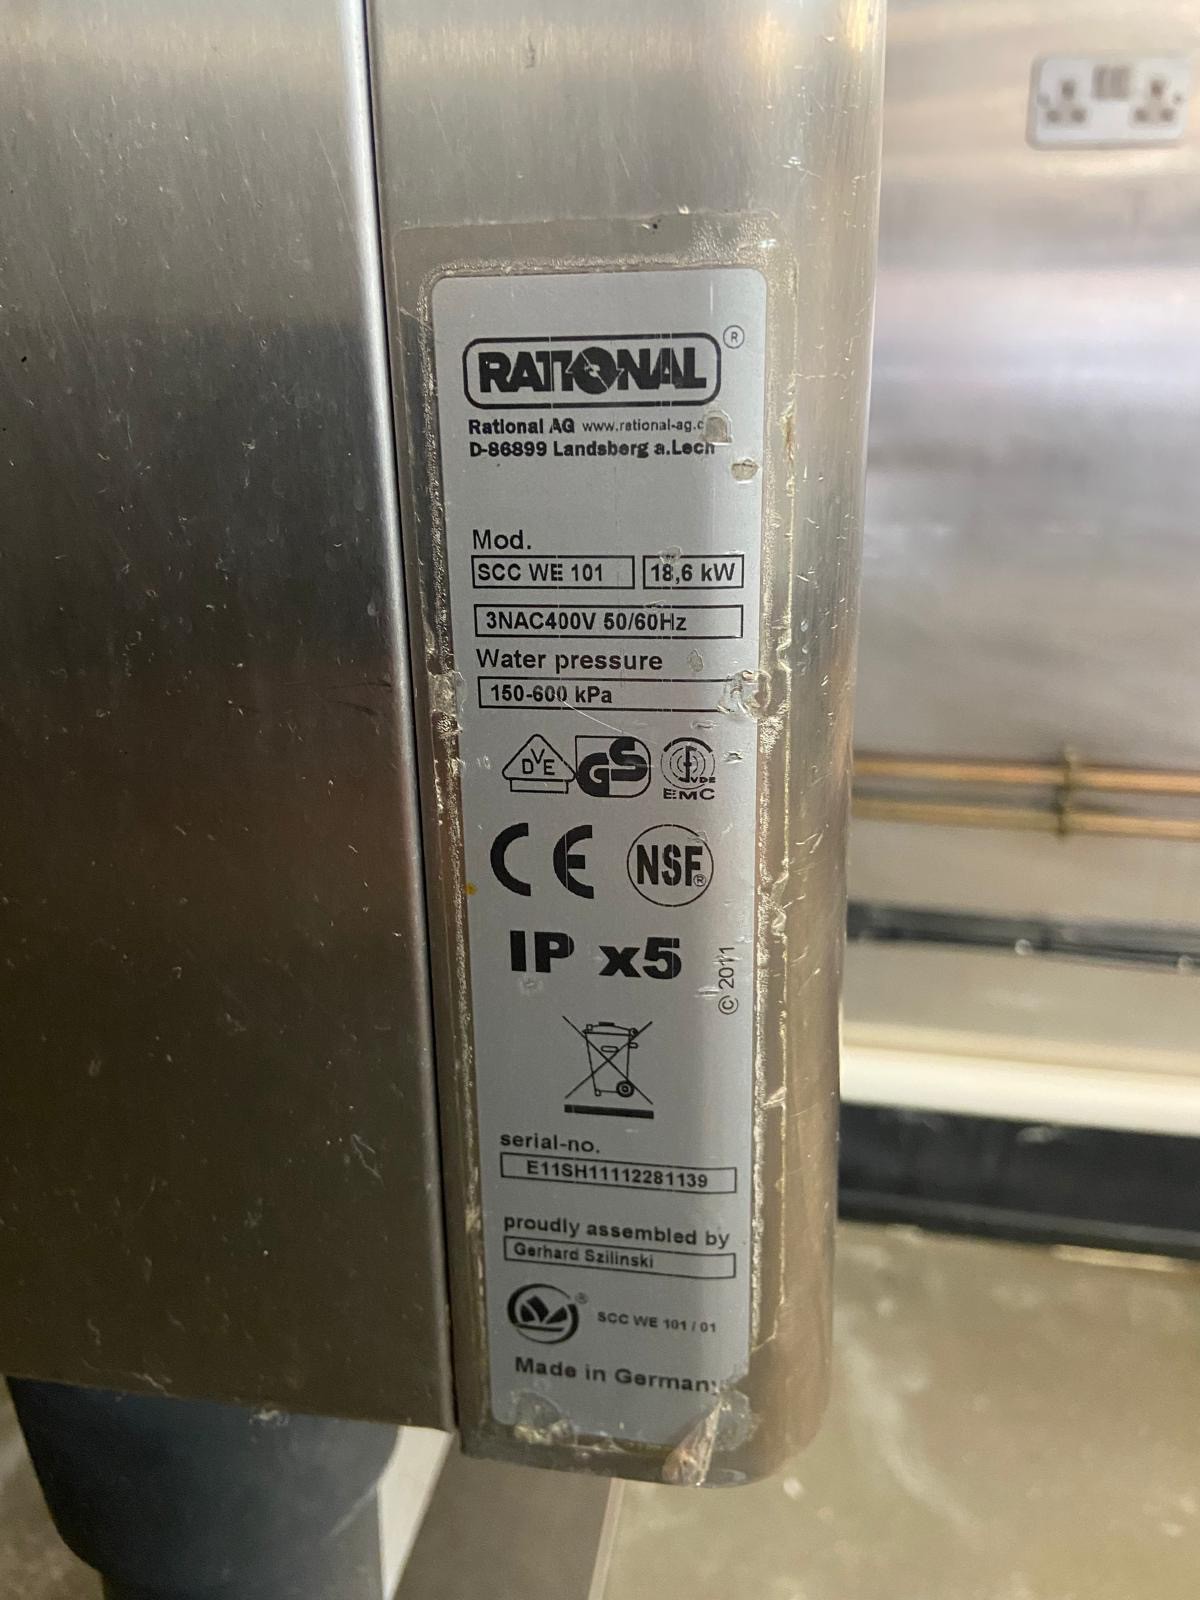 RATIONAL ®
Rational AG www.rational-ag.c
D-86899 Landsberg a.Lech
Mod.
SCC WE 101 18,6 kW
3NAC400V 50/60Hz
Water pressure
150-600 kPa
DVE GS VDE
EMC
CE NSF®
IP x5
© 2011
serial-no.
E11SH11112281139
proudly assembled by
Gerhard Szilinski
® SCC WE 101 / 01
Made in Germany